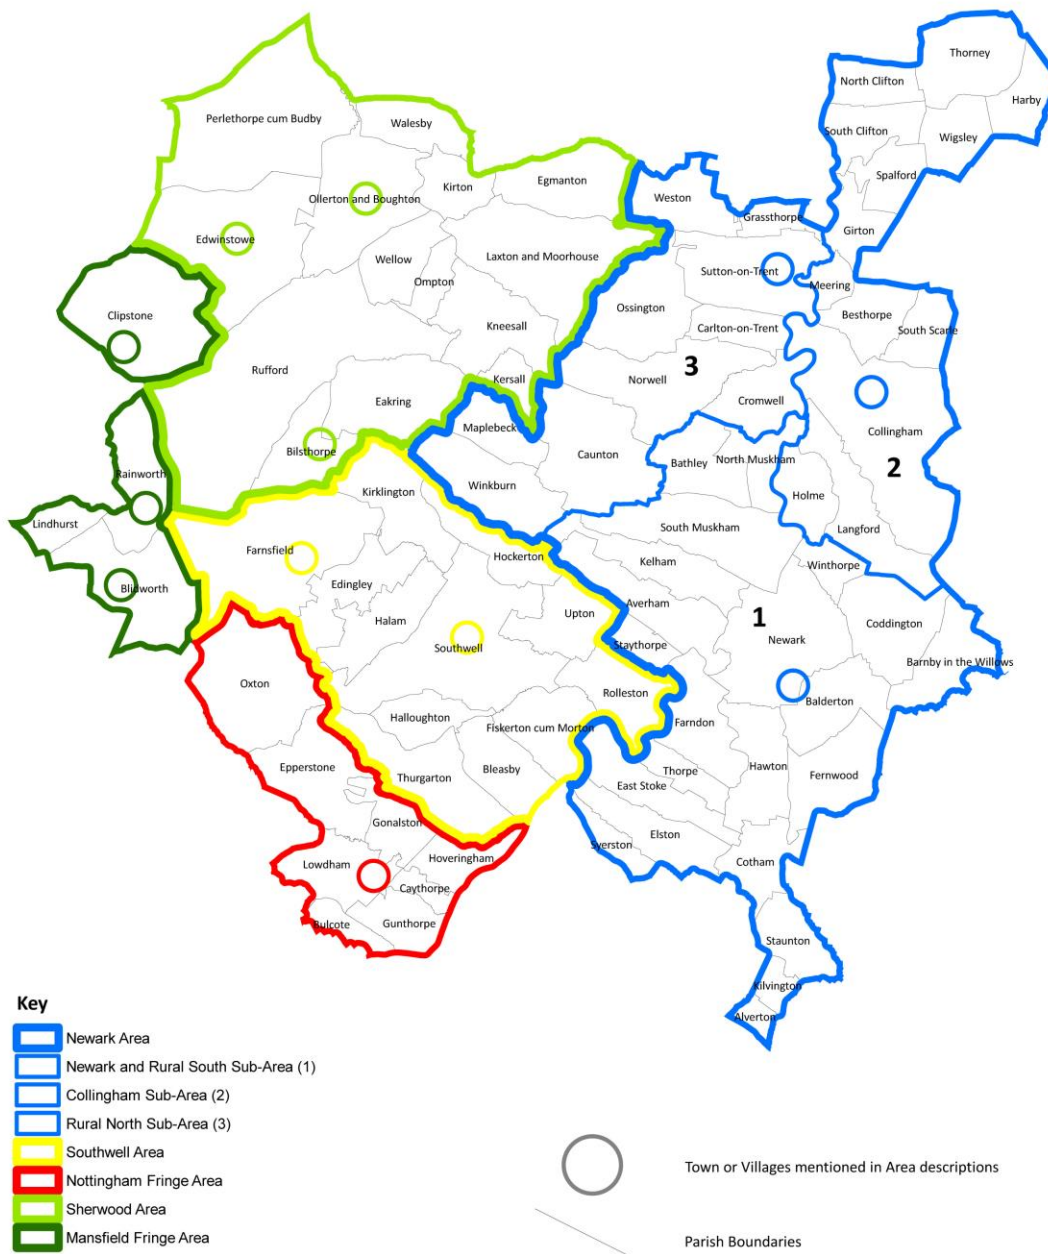 Thorney
North Clifton
Harby
Perlethorpe cum Budby
Walesby
South Clifton
Wigsley
Spalford
Kirton
Egmanton
Weston
Ollerton and Boughton
Grassthorpe
Girton
Edwinstowe
Wellow
Laxton and Moorhouse
Sutton-on-Trent
Ompton
Meering
Clipstone
Ossington
Besthorpe
Kneesall
Carlton-on-Trent
South Scarle
Rufford
Kersall
Norwell
3
Eakring
Cromwell
Maplebeck
Collingham
Bilsthorpe
Caunton
Bathley
North Muskham
2
Rainworth
Winkburn
Kirklington
Holme
Lindhurst
South Muskham
Langford
Farnsfield
Hockerton
Kelham
Winthorpe
Blidworth
Edingley
Averham
Halam
Upton
1
Coddington
Southwell
Staythorpe
Newark
Barnby in the Willows
Oxton
Rolleston
Balderton
Halloughton
Fiskerton cum Morton
Farndon
Epperstone
Thurgarton
Bleasby
Thorpe
Hawton
Fernwood
East Stoke
Gonalston
Elston
Syerston
Lowdham
Hoveringham
Cotham
Caythorpe
Bulcote
Gunthorpe
Staunton
Kilvington
Alverton
Key
Newark Area
Newark and Rural South Sub-Area (1)
Collingham Sub-Area (2)
Rural North Sub-Area (3)
Southwell Area
Nottingham Fringe Area
Sherwood Area
Mansfield Fringe Area
Town or Villages mentioned in Area descriptions
Parish Boundaries